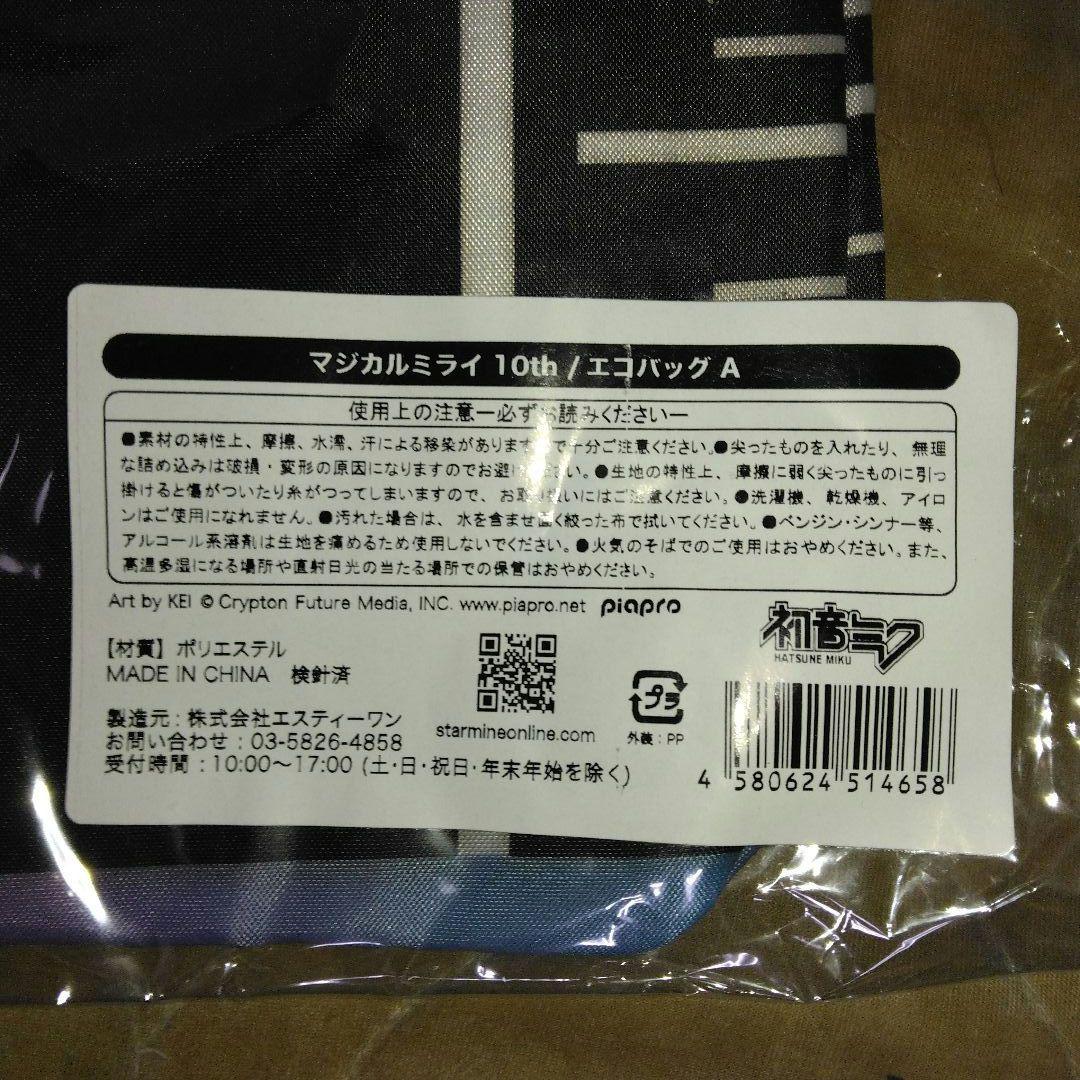 マジカルミライ 10th / エコバッグ A
使用上の注意ー必ずお読みくださいー
●素材の特性上、摩擦、水濡、汗による移染がありますので十分ご注意ください。●尖ったものを入れたり、無理
な詰め込みは破損・変形の原因になりますのでお避けください。●生地の特性上、摩擦に弱く尖ったものに引っ
掛けると傷がついたり糸がつってしまいますので、お取り扱いにはご注意ください。●洗濯機、乾燥機、アイロ
ンはご使用になれません。●汚れた場合は、水を含ませ固く絞った布で拭いてください。●ベンジン・シンナー等、
アルコール系溶剤は生地を痛めるため使用しないでください。●火気のそばでのご使用はおやめください。また、
高温多湿になる場所や直射日光の当たる場所での保管はおやめください。
Art by KEI © Crypton Future Media, INC. www.piapro.net piapro
初音ミク
HATSUNE MIKU
【材質】ポリエステル
MADE IN CHINA 検針済
製造元:株式会社エスティーワン
お問い合わせ:03-5826-4858
受付時間:10:00〜17:00 (土・日・祝日・年末年始を除く)
starmineonline.com
プラ
外装:PP
4 580624 514658